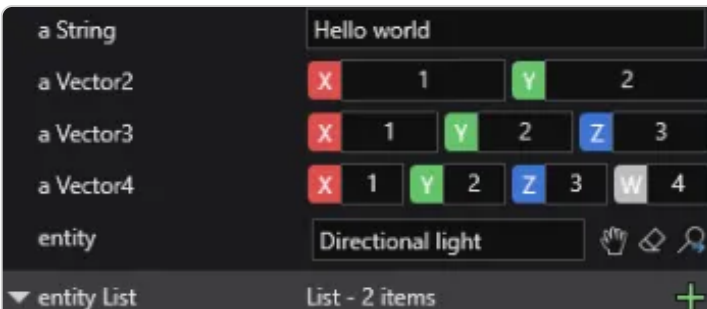 a String Hello world
a Vector2 X 1 Y 2
a Vector3 X 1 Y 2 Z 3
a Vector4 X 1 Y 2 Z 3 W 4
entity Directional light
entity List List - 2 items